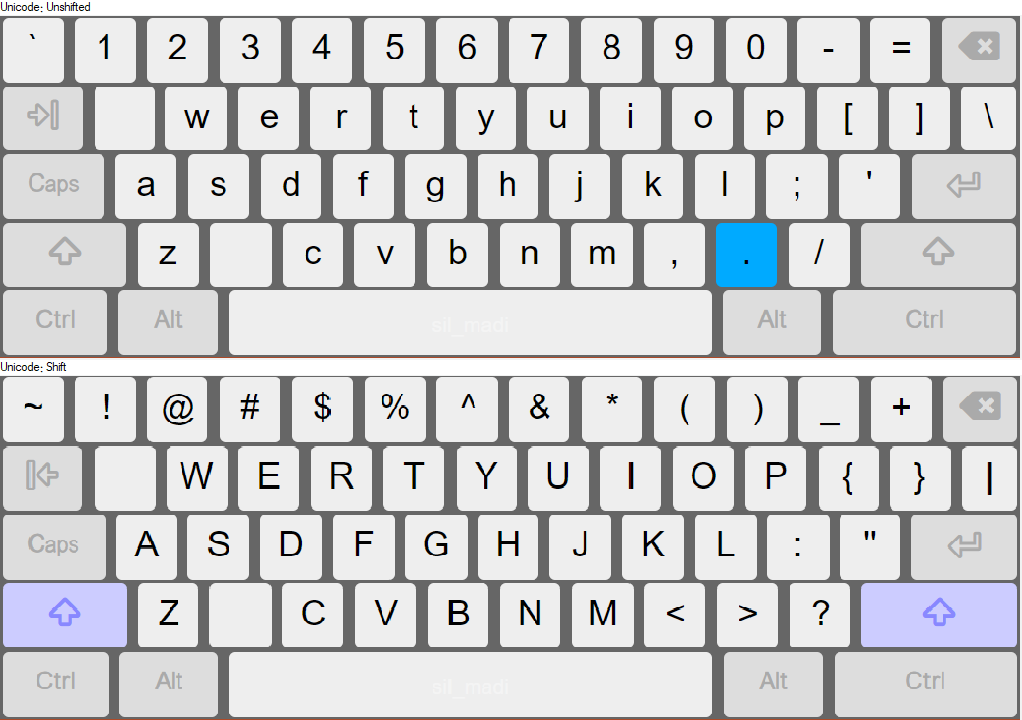 Unicode: Unshifted
` 1 2 3 4 5 6 7 8 9 0 - =
w e r t y u i o p [ ] \
Caps a s d f g h j k l ; '
z c v b n m , . /
Ctrl Alt sil_madi Alt Ctrl
Unicode: Shift
~ ! @ # $ % ^ & * ( ) _ +
W E R T Y U I O P { } |
Caps A S D F G H J K L : "
Z C V B N M < > ?
Ctrl Alt sil_madi Alt Ctrl